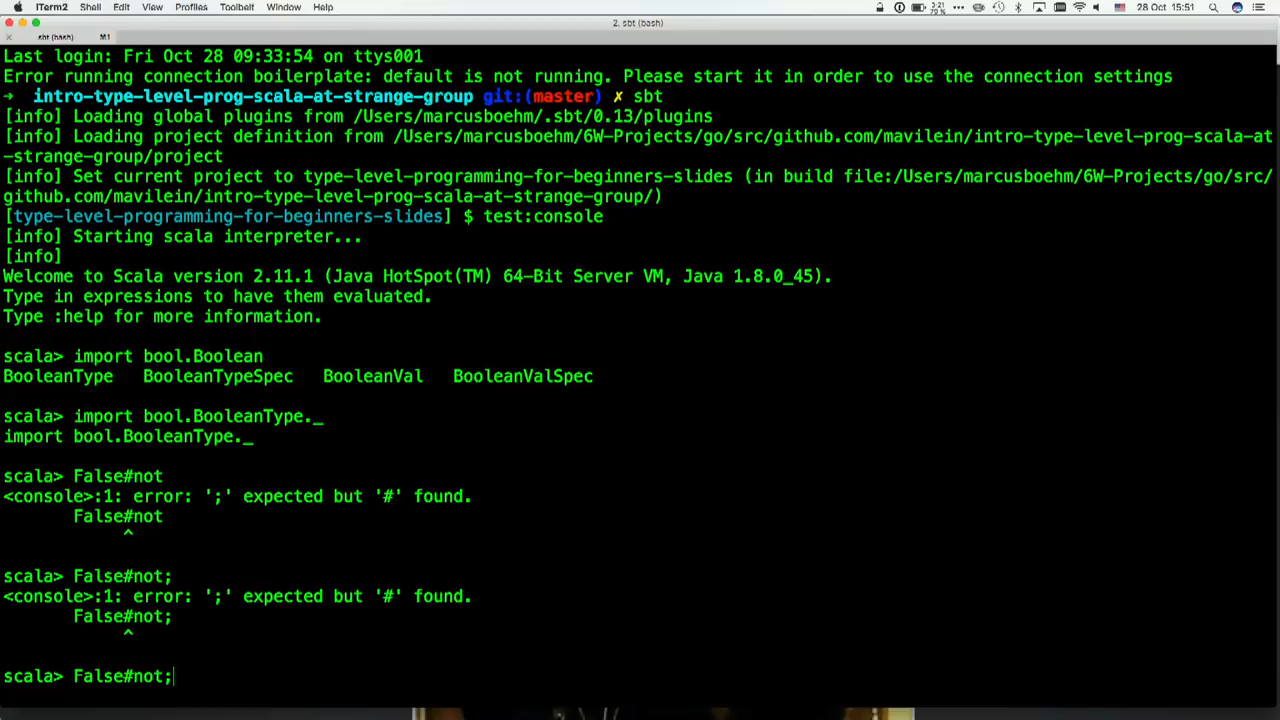 iTerm2 Shell Edit View Profiles Toolbelt Window Help 3:21 79 % 28 Oct 15:51
2. sbt (bash)
sbt (bash) ⌘1
Last login: Fri Oct 28 09:33:54 on ttys001
Error running connection boilerplate: default is not running. Please start it in order to use the connection settings
➜  intro-type-level-prog-scala-at-strange-group git:(master) ✗ sbt
[info] Loading global plugins from /Users/marcusboehm/.sbt/0.13/plugins
[info] Loading project definition from /Users/marcusboehm/6W-Projects/go/src/github.com/mavilein/intro-type-level-prog-scala-at
-strange-group/project
[info] Set current project to type-level-programming-for-beginners-slides (in build file:/Users/marcusboehm/6W-Projects/go/src/
github.com/mavilein/intro-type-level-prog-scala-at-strange-group/)
[type-level-programming-for-beginners-slides] $ test:console
[info] Starting scala interpreter...
[info]
Welcome to Scala version 2.11.1 (Java HotSpot(TM) 64-Bit Server VM, Java 1.8.0_45).
Type in expressions to have them evaluated.
Type :help for more information.
scala> import bool.Boolean
BooleanType   BooleanTypeSpec   BooleanVal   BooleanValSpec
scala> import bool.BooleanType._
import bool.BooleanType._
scala> False#not
<console>:1: error: ';' expected but '#' found.
       False#not
            ^
scala> False#not;
<console>:1: error: ';' expected but '#' found.
       False#not;
            ^
scala> False#not;